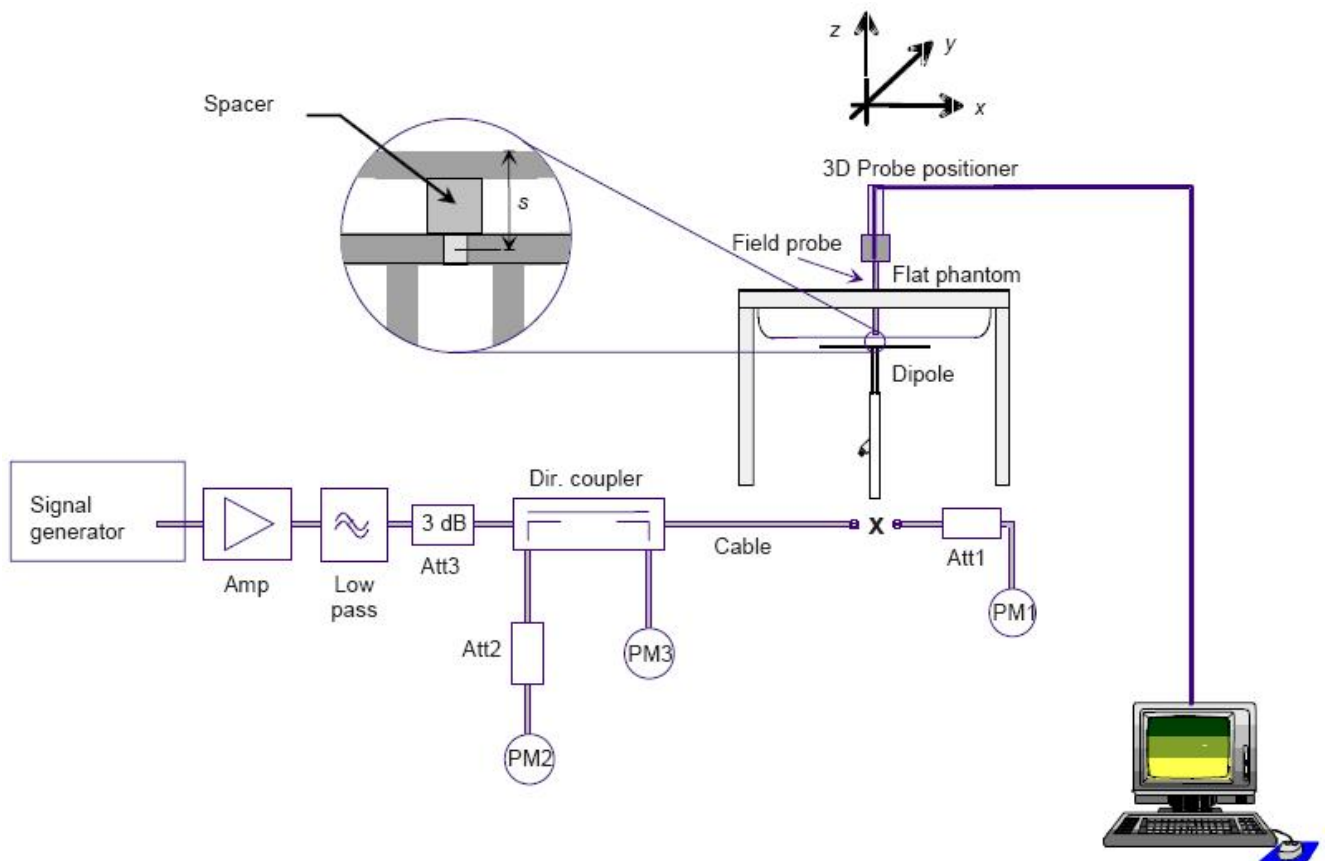 z
y
x
Spacer
s
3D Probe positioner
Field probe
Flat phantom
Dipole
Signal
generator
Amp
Low
pass
3 dB
Att3
Dir. coupler
Cable
X
Att1
PM1
Att2
PM3
PM2